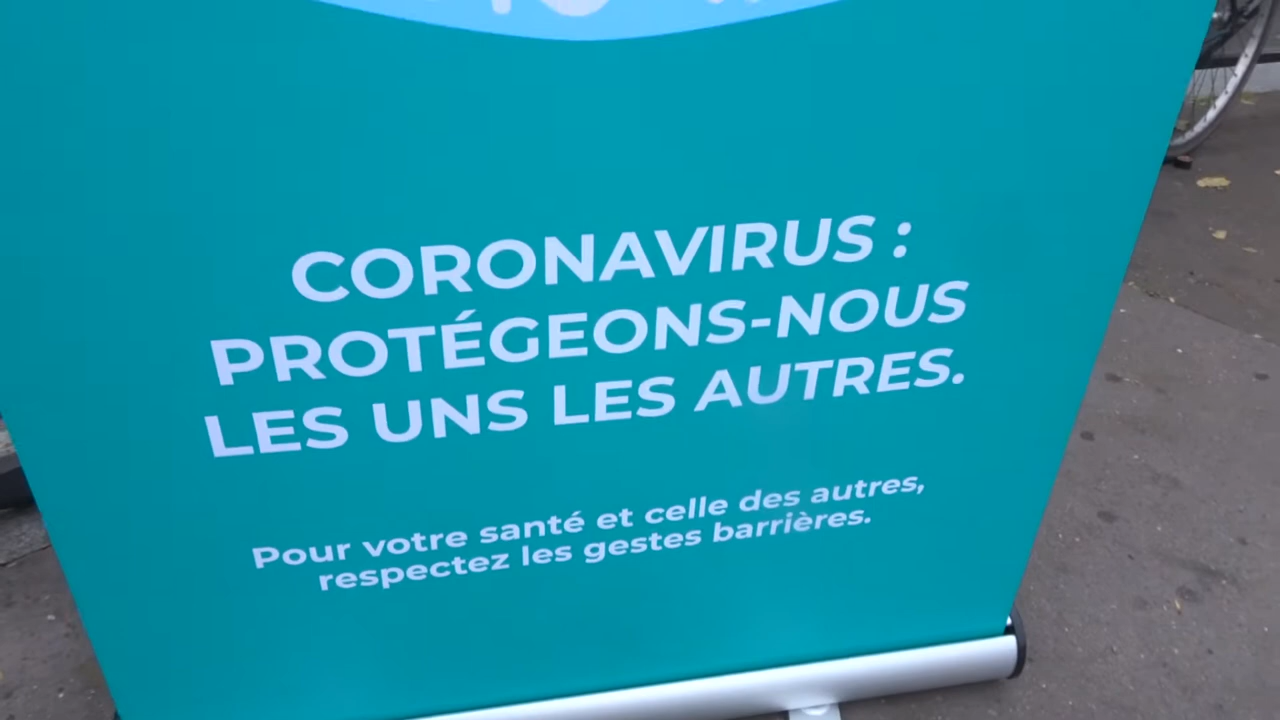 CORONAVIRUS :
PROTÉGEONS-NOUS
LES UNS LES AUTRES.
Pour votre santé et celle des autres,
respectez les gestes barrières.